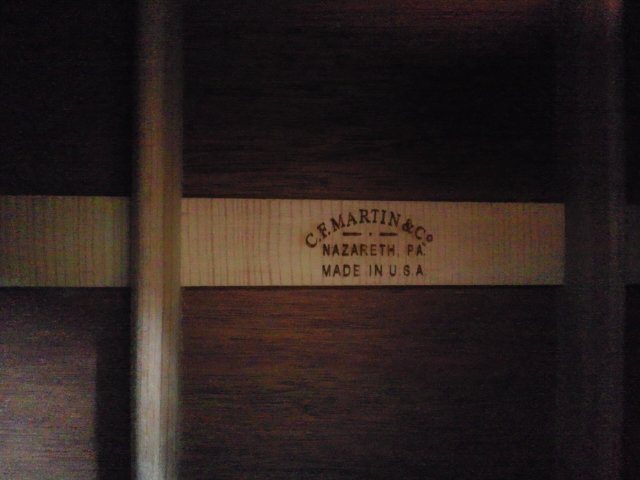 C.F. MARTIN & Co.
NAZARETH, PA.
MADE IN U.S.A.